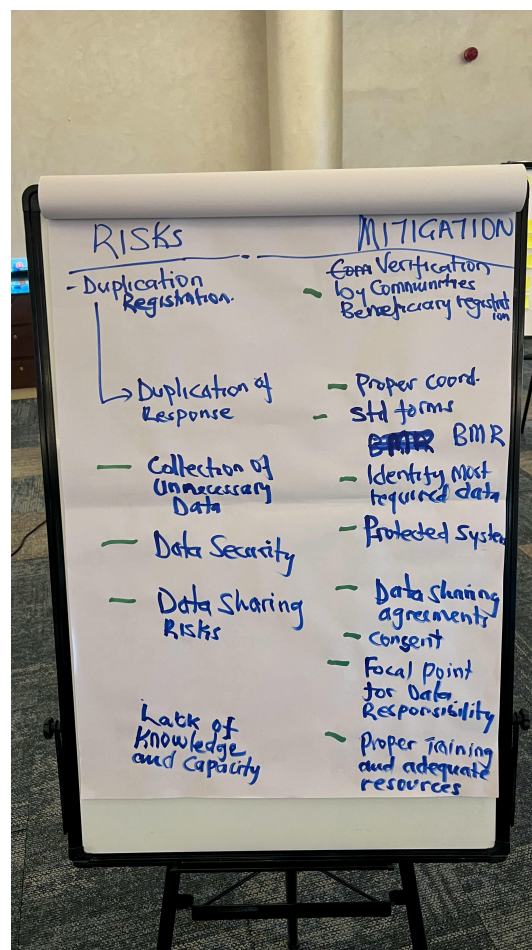 RISKS
- Duplication
Registration.
Duplication of
Response
— Collection of
Unnecessary
Data
— Data Security
— Data Sharing
RISKS
Lack of
Knowledge
and Capacity
MITIGATION
— Verification
by Communities
Beneficiary registrat
ion
— Proper coord.
— Std forms
BMR
— Identify most
required data
— Protected System
— Data sharing
agreements
— Consent
— Focal Point
for Data
Responsibility
— Proper Training
and adequate
resources